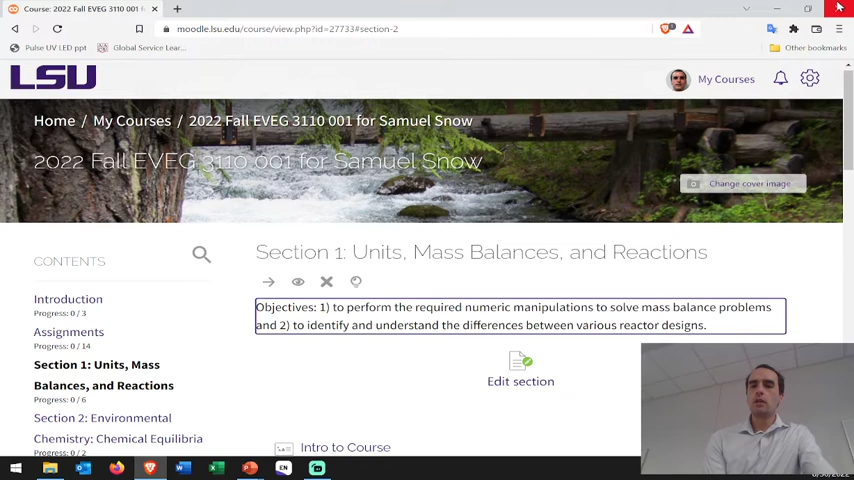 Course: 2022 Fall EVEG 3110 001 f
moodle.lsu.edu/course/view.php?id=27733#section-2
Pulse UV LED ppt
Global Service Lear...
Other bookmarks
LSU
My Courses
Home / My Courses / 2022 Fall EVEG 3110 001 for Samuel Snow
2022 Fall EVEG 3110 001 for Samuel Snow
Change cover image
CONTENTS
Introduction
Progress: 0 / 3
Assignments
Progress: 0 / 14
Section 1: Units, Mass
Balances, and Reactions
Progress: 0 / 6
Section 2: Environmental
Chemistry: Chemical Equilibria
Progress: 0 / 2
Section 1: Units, Mass Balances, and Reactions
Objectives: 1) to perform the required numeric manipulations to solve mass balance problems
and 2) to identify and understand the differences between various reactor designs.
Edit section
Intro to Course
EN